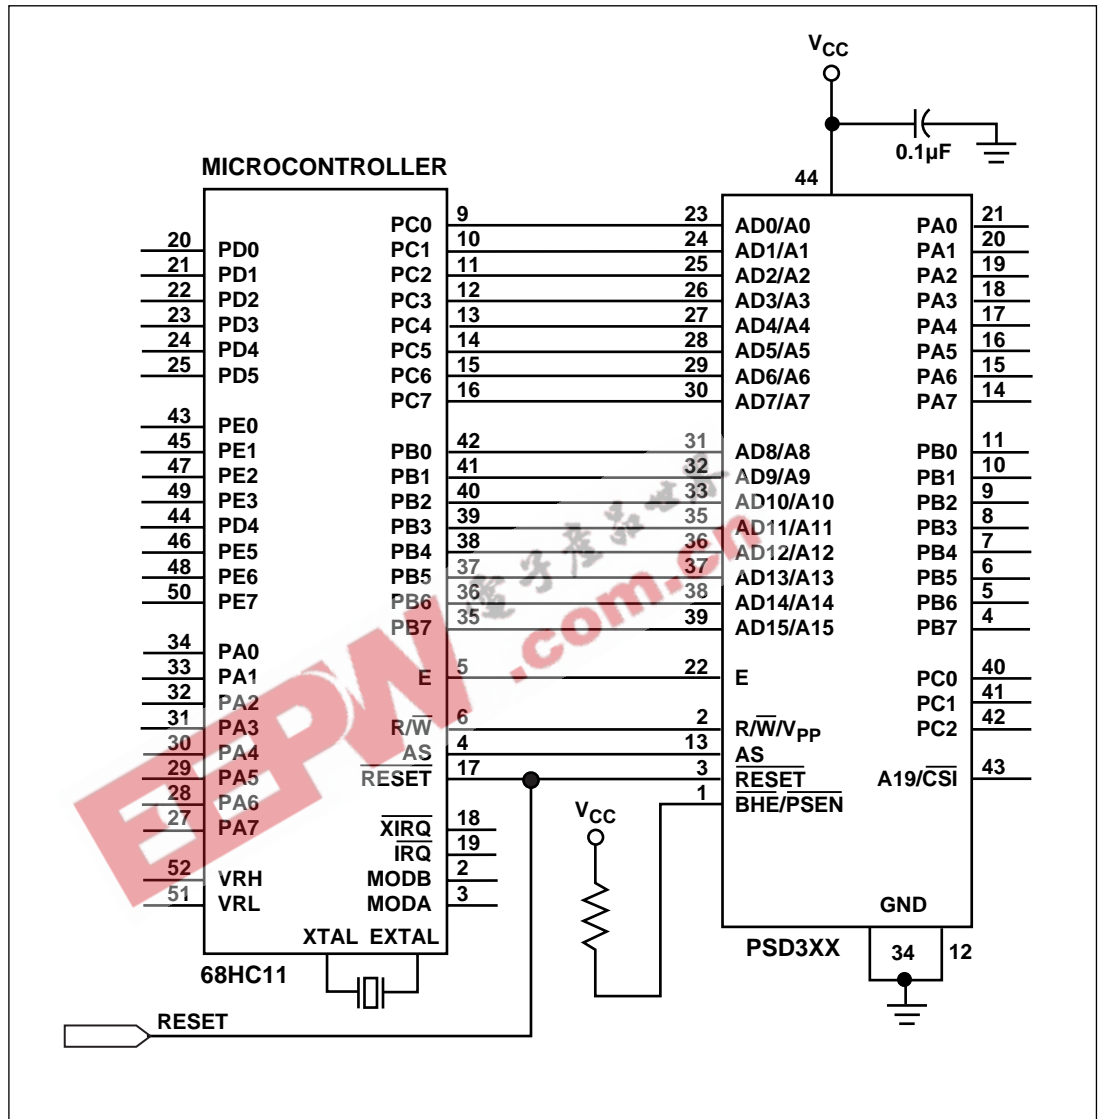 VCC
0.1µF
44
MICROCONTROLLER
20 PD0
21 PD1
22 PD2
23 PD3
24 PD4
25 PD5
43 PE0
45 PE1
47 PE2
49 PE3
44 PD4
46 PE5
48 PE6
50 PE7
34 PA0
33 PA1
32 PA2
31 PA3
30 PA4
29 PA5
28 PA6
27 PA7
52 VRH
51 VRL
PC0 9
PC1 10
PC2 11
PC3 12
PC4 13
PC5 14
PC6 15
PC7 16
PB0 42
PB1 41
PB2 40
PB3 39
PB4 38
PB5 37
PB6 36
PB7 35
E 5
R/W̅ 6
AS 4
R̅E̅S̅E̅T̅ 17
X̅I̅R̅Q̅ 18
I̅R̅Q̅ 19
MODB 2
MODA 3
XTAL EXTAL
68HC11
RESET
VCC
23 AD0/A0
24 AD1/A1
25 AD2/A2
26 AD3/A3
27 AD4/A4
28 AD5/A5
29 AD6/A6
30 AD7/A7
31 AD8/A8
32 AD9/A9
33 AD10/A10
35 AD11/A11
36 AD12/A12
37 AD13/A13
38 AD14/A14
39 AD15/A15
22 E
2 R/W̅/VPP
13 AS
3 R̅E̅S̅E̅T̅
1 B̅H̅E̅/P̅S̅E̅N̅
PA0 21
PA1 20
PA2 19
PA3 18
PA4 17
PA5 16
PA6 15
PA7 14
PB0 11
PB1 10
PB2 9
PB3 8
PB4 7
PB5 6
PB6 5
PB7 4
PC0 40
PC1 41
PC2 42
A19/C̅S̅I̅ 43
GND
PSD3XX
34 12
EEPW
.com.cn
電子產品世界